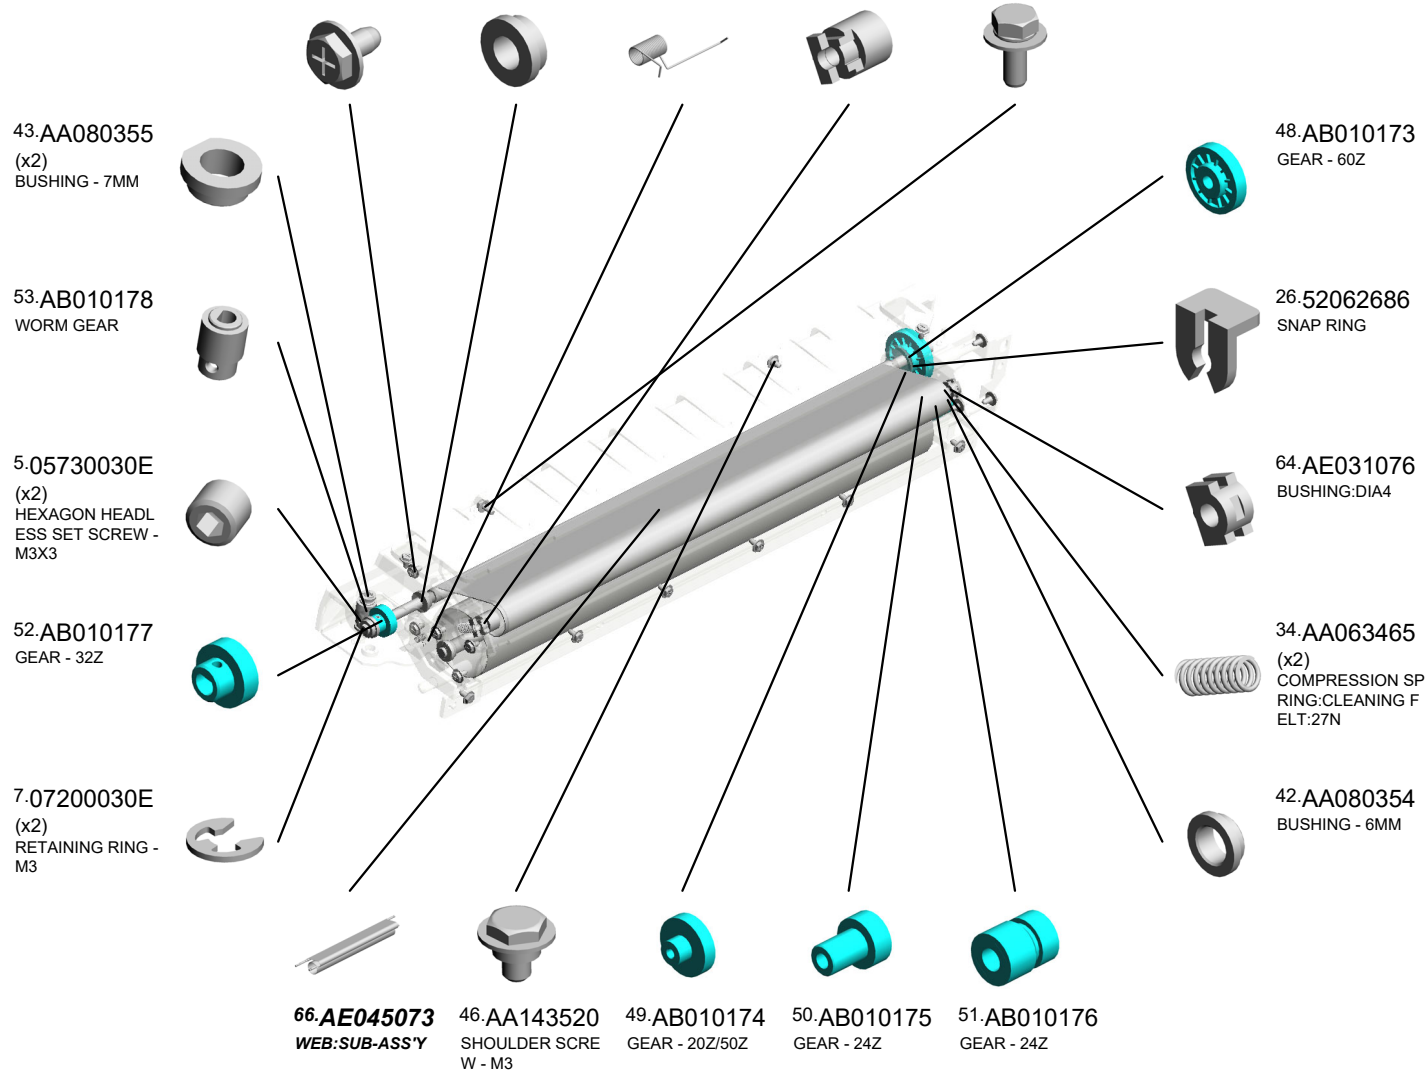 43.AA080355
(x2)
BUSHING - 7MM
53.AB010178
WORM GEAR
5.05730030E
(x2)
HEXAGON HEADL
ESS SET SCREW -
M3X3
52.AB010177
GEAR - 32Z
7.07200030E
(x2)
RETAINING RING -
M3
48.AB010173
GEAR - 60Z
26.52062686
SNAP RING
64.AE031076
BUSHING:DIA4
34.AA063465
(x2)
COMPRESSION SP
RING:CLEANING F
ELT:27N
42.AA080354
BUSHING - 6MM
66.AE045073
WEB:SUB-ASS'Y
46.AA143520
SHOULDER SCRE
W - M3
49.AB010174
GEAR - 20Z/50Z
50.AB010175
GEAR - 24Z
51.AB010176
GEAR - 24Z